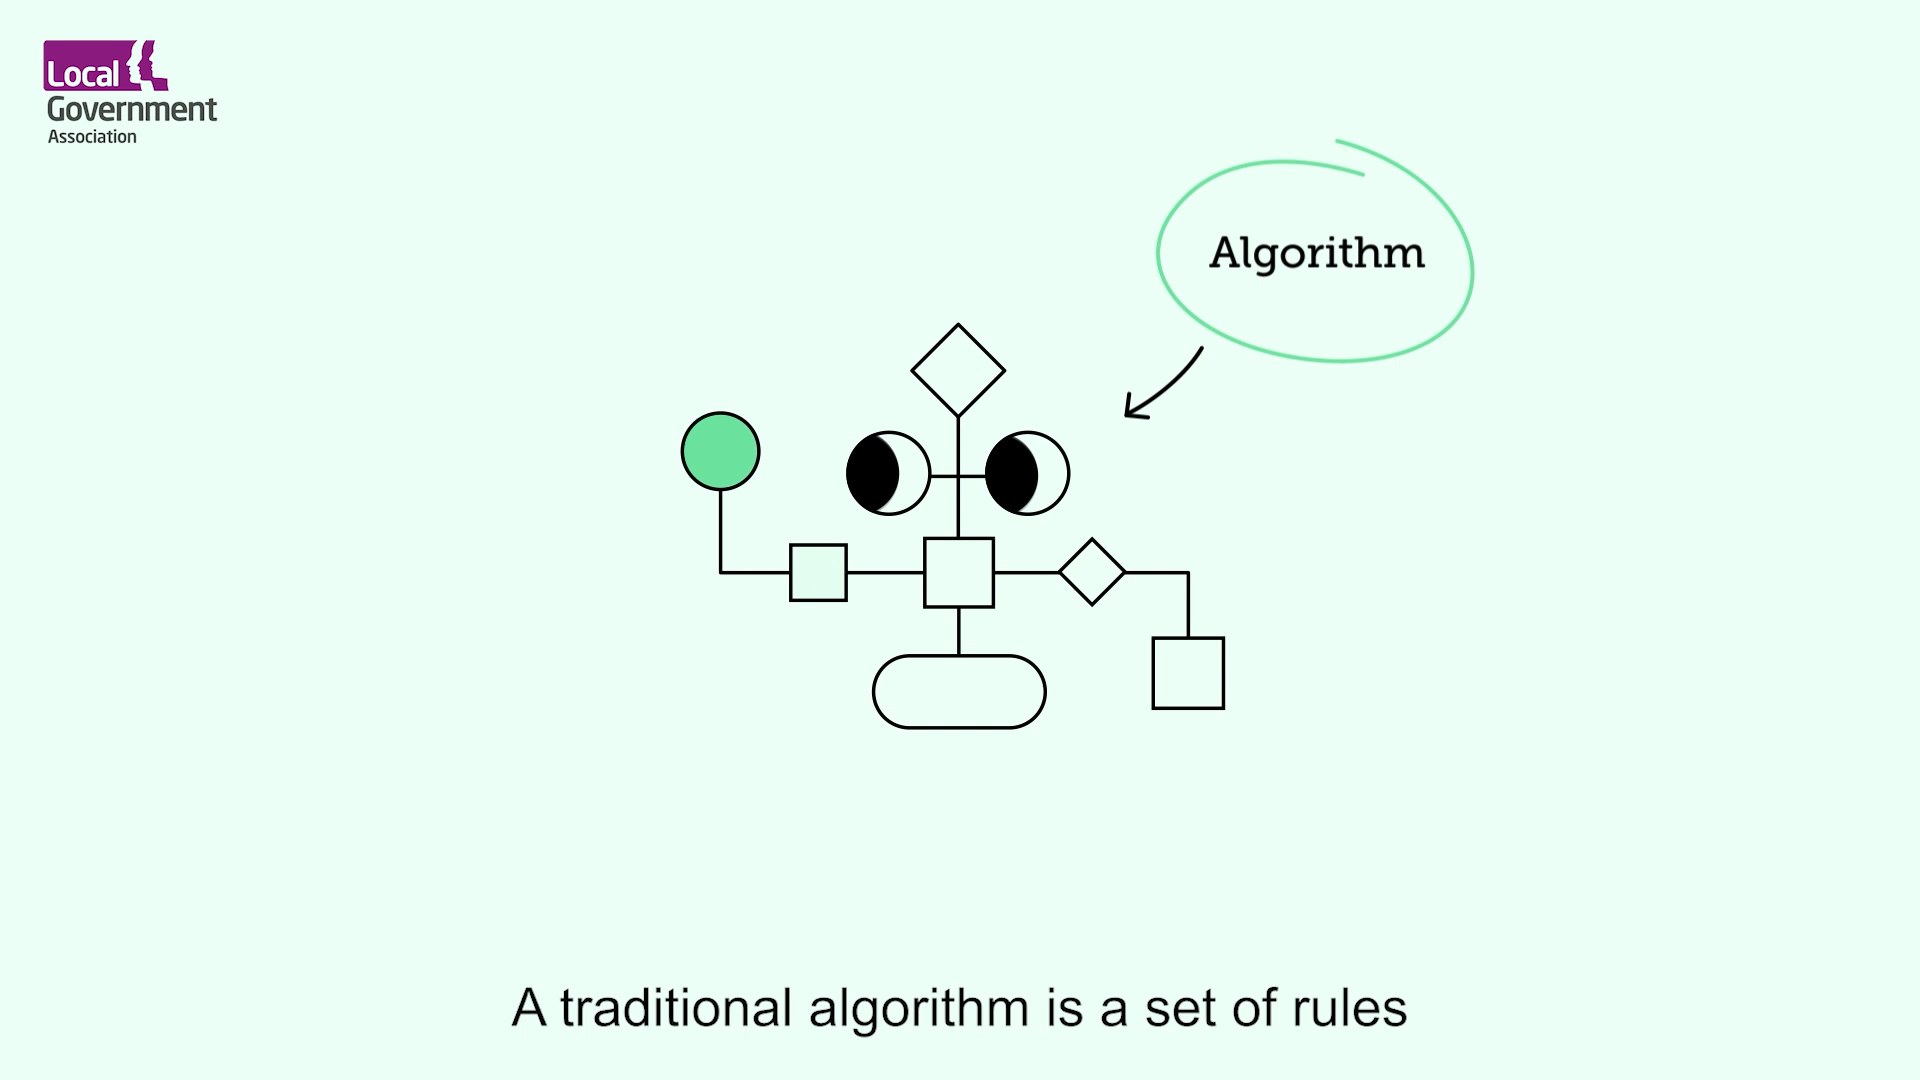 Local
Government
Association
Algorithm
A traditional algorithm is a set of rules